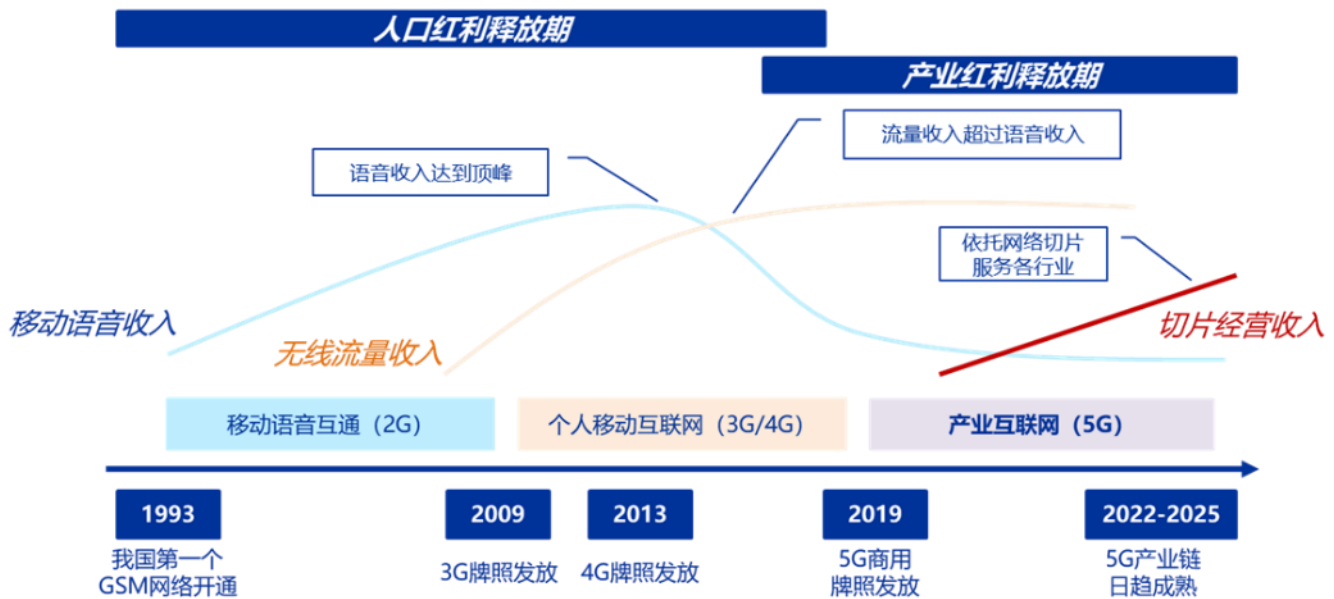 人口红利释放期
产业红利释放期
流量收入超过语音收入
语音收入达到顶峰
依托网络切片
服务各行业
移动语音收入
无线流量收入
切片经营收入
移动语音互通（2G）
个人移动互联网（3G/4G）
产业互联网（5G）
1993
2009
2013
2019
2022-2025
我国第一个
GSM网络开通
3G牌照发放
4G牌照发放
5G商用
牌照发放
5G产业链
日趋成熟